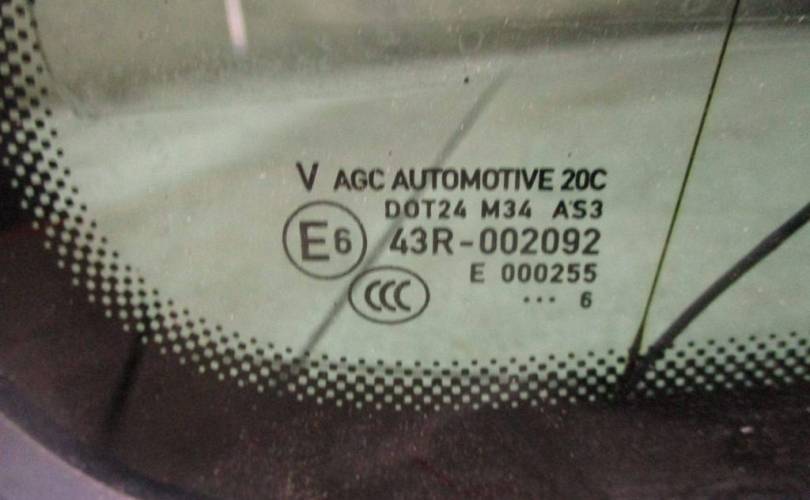 V AGC AUTOMOTIVE 20C
DOT24 M34 AS3
E6 43R-002092
E 000255
CCC ... 6